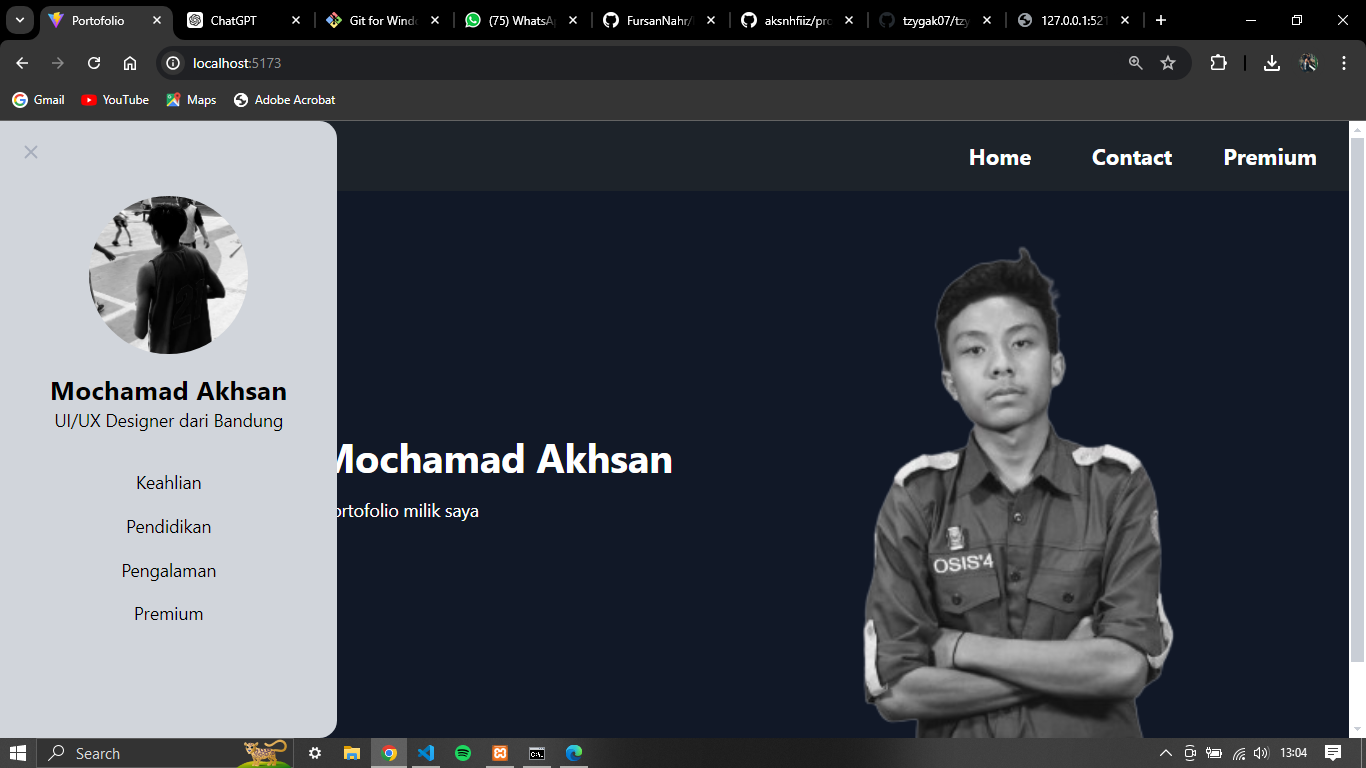 Portofolio
ChatGPT
Git for Wind
(75) WhatsA
FursanNahr/
aksnhfiiz/pro
tzygak07/tzy
127.0.0.1:521
localhost:5173
Gmail
YouTube
Maps
Adobe Acrobat
Home
Contact
Premium
Mochamad Akhsan
UI/UX Designer dari Bandung
Keahlian
Pendidikan
Pengalaman
Premium
Mochamad Akhsan
ortofolio milik saya
OSIS'4
Search
13:04